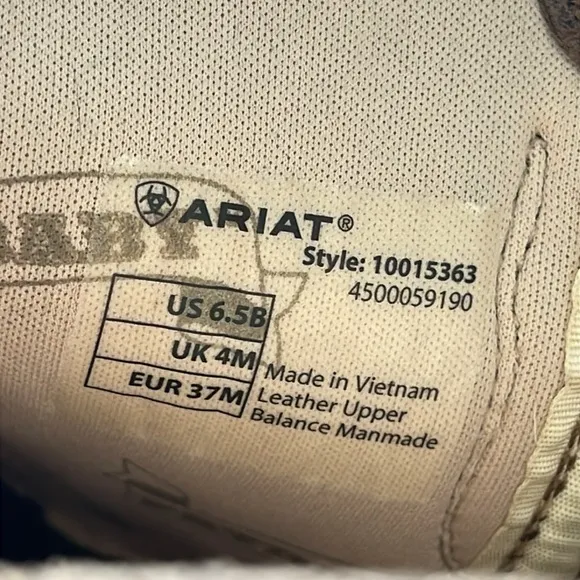 ARIAT®
Style: 10015363
4500059190
US 6.5B
UK 4M
EUR 37M
Made in Vietnam
Leather Upper
Balance Manmade